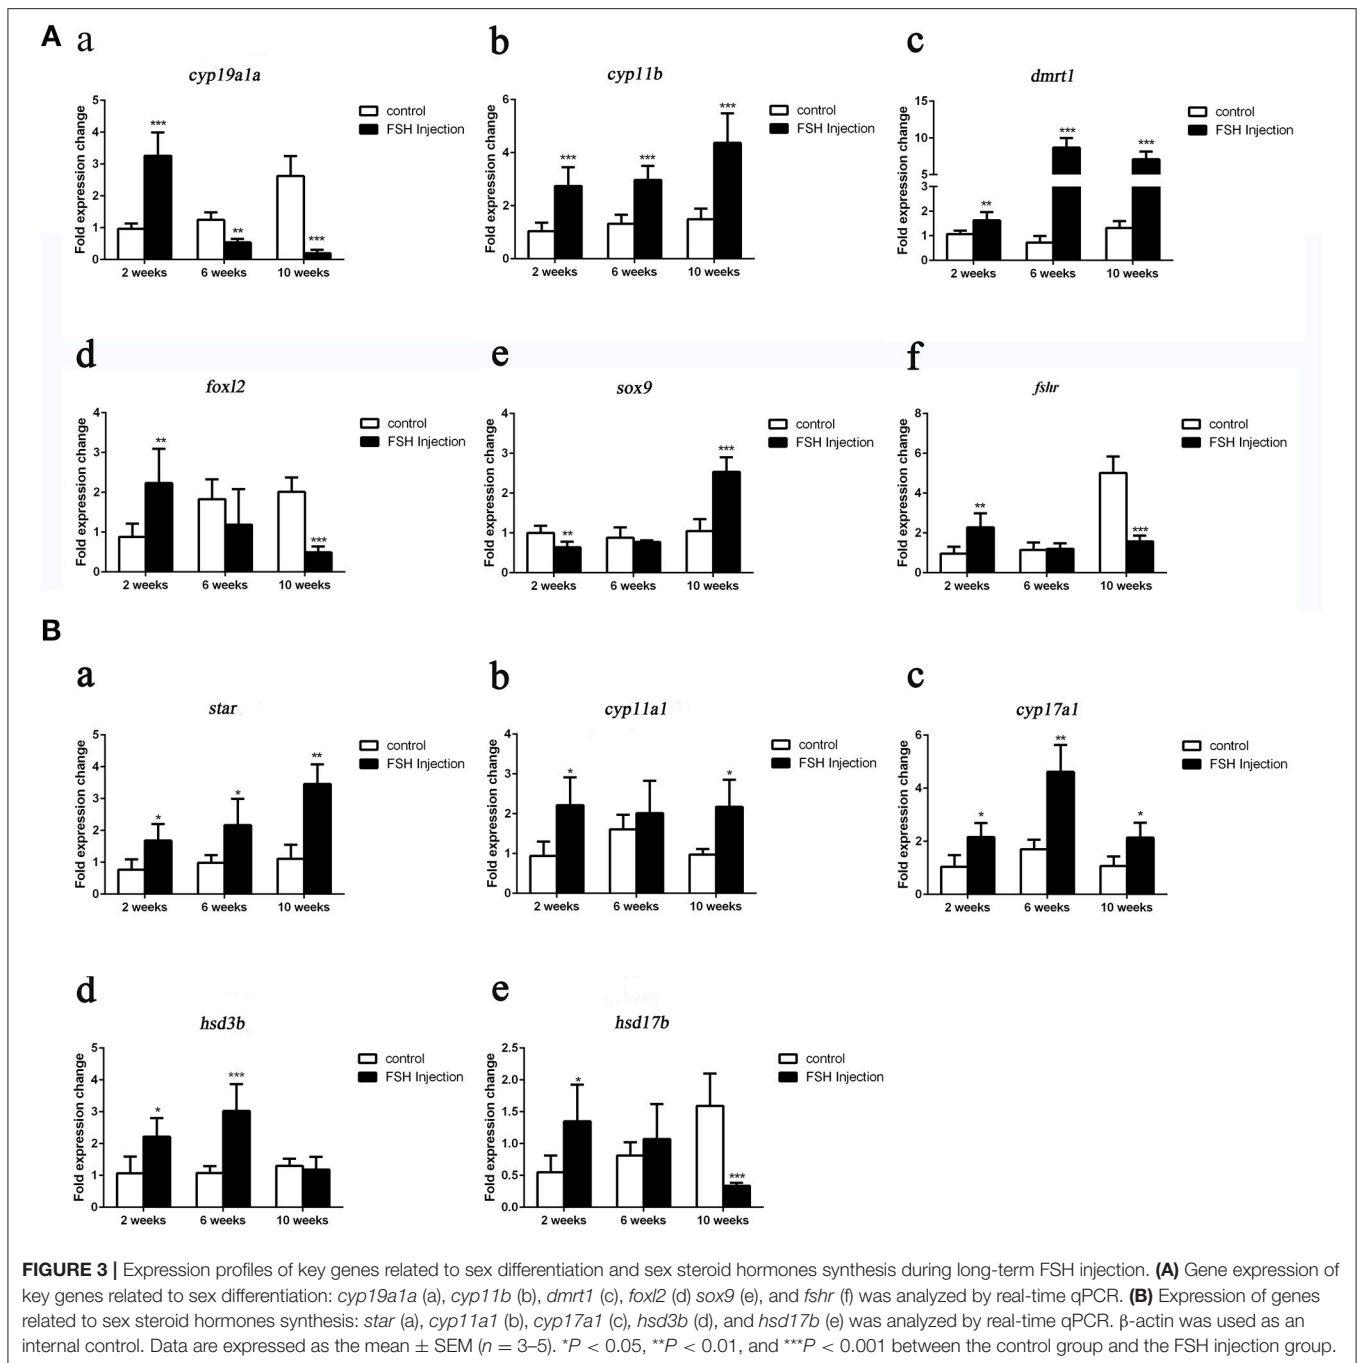 A
a
cyp19a1a
Fold expression change
5
4
3
2
1
0
***
**
***
2 weeks
6 weeks
10 weeks
control
FSH Injection
b
cyp11b
Fold expression change
6
4
2
0
***
***
***
2 weeks
6 weeks
10 weeks
control
FSH Injection
c
dmrt1
Fold expression change
15
10
5
3
2
1
0
**
***
***
2 weeks
6 weeks
10 weeks
control
FSH Injection
d
foxl2
Fold expression change
4
3
2
1
0
**
***
2 weeks
6 weeks
10 weeks
control
FSH Injection
e
sox9
Fold expression change
4
3
2
1
0
**
***
2 weeks
6 weeks
10 weeks
control
FSH Injection
f
fshr
Fold expression change
8
6
4
2
0
**
***
2 weeks
6 weeks
10 weeks
control
FSH Injection
B
a
star
Fold expression change
5
4
3
2
1
0
*
*
**
2 weeks
6 weeks
10 weeks
control
FSH Injection
b
cyp11a1
Fold expression change
4
3
2
1
0
*
*
2 weeks
6 weeks
10 weeks
control
FSH Injection
c
cyp17a1
Fold expression change
6
4
2
0
*
**
*
2 weeks
6 weeks
10 weeks
control
FSH Injection
d
hsd3b
Fold expression change
5
4
3
2
1
0
*
***
2 weeks
6 weeks
10 weeks
control
FSH Injection
e
hsd17b
Fold expression change
2.5
2.0
1.5
1.0
0.5
0.0
*
***
2 weeks
6 weeks
10 weeks
control
FSH Injection
FIGURE 3 | Expression profiles of key genes related to sex differentiation and sex steroid hormones synthesis during long-term FSH injection. (A) Gene expression of
key genes related to sex differentiation: cyp19a1a (a), cyp11b (b), dmrt1 (c), foxl2 (d) sox9 (e), and fshr (f) was analyzed by real-time qPCR. (B) Expression of genes
related to sex steroid hormones synthesis: star (a), cyp11a1 (b), cyp17a1 (c), hsd3b (d), and hsd17b (e) was analyzed by real-time qPCR. β-actin was used as an
internal control. Data are expressed as the mean ± SEM (n = 3–5). *P < 0.05, **P < 0.01, and ***P < 0.001 between the control group and the FSH injection group.